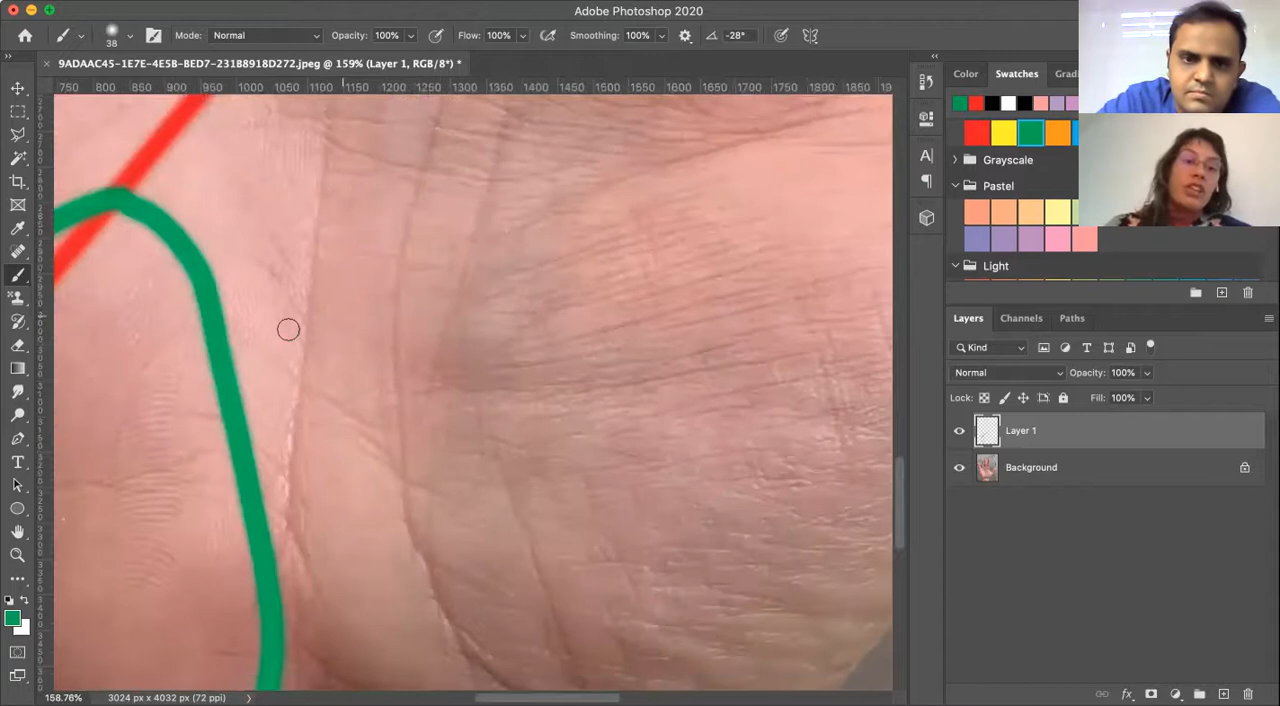 Adobe Photoshop 2020
38
Mode: Normal
Opacity: 100%
Flow: 100%
Smoothing: 100%
-28°
9ADAAC45-1E7E-4E5B-BED7-231B8918D272.jpeg @ 159% (Layer 1, RGB/8*) *
750 800 850 900 950 1000 1050 1100 1150 1200 1250 1300 1350 1400 1450 1500 1550 1600 1650 1700 1750 1800 1850 19
Color Swatches Gradi
Grayscale
Pastel
Light
Layers Channels Paths
Kind
Normal
Opacity: 100%
Lock:
Fill: 100%
Layer 1
Background
158.76%
3024 px x 4032 px (72 ppi)